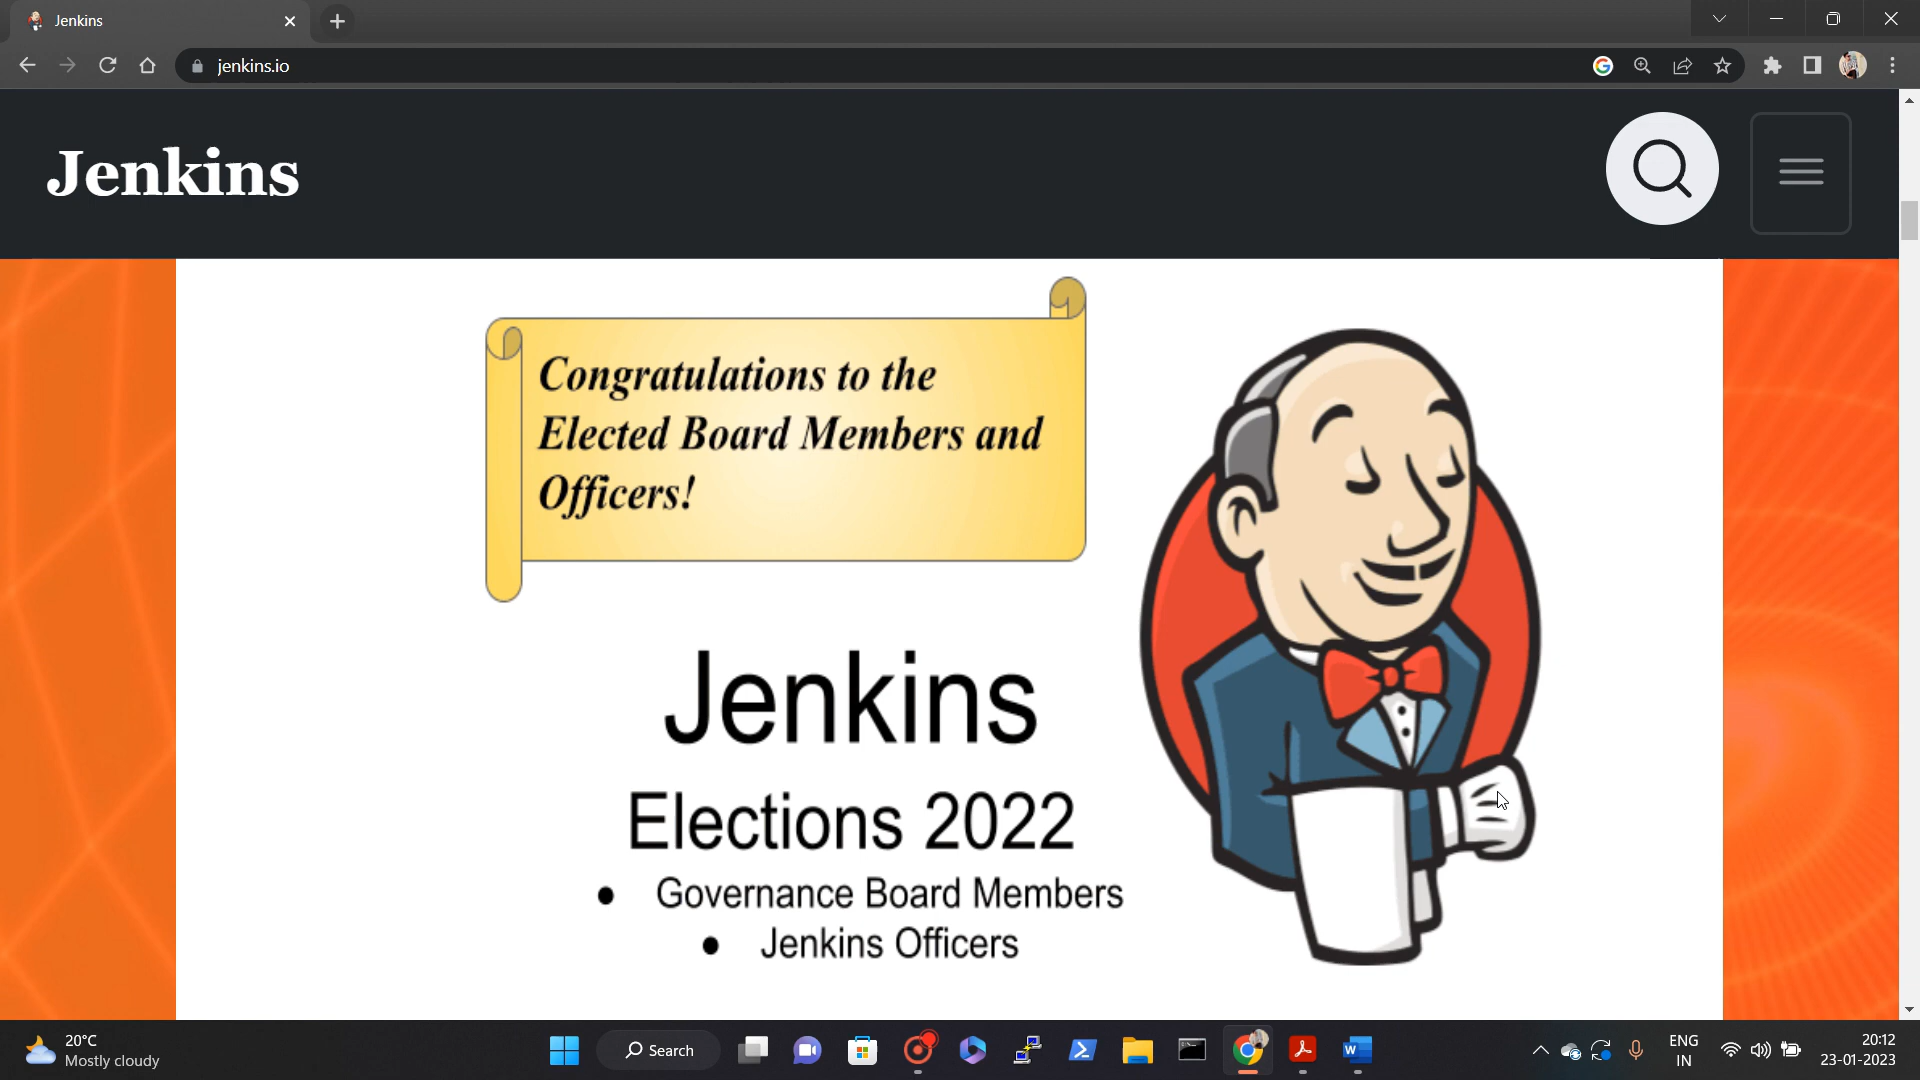 Jenkins
jenkins.io
Jenkins
Congratulations to the
Elected Board Members and
Officers!
Jenkins
Elections 2022
● Governance Board Members
● Jenkins Officers
20°C
Mostly cloudy
Search
ENG
IN
20:12
23-01-2023